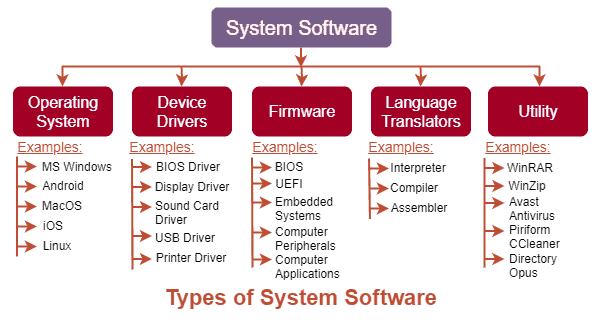 System Software
Operating
System
Device
Drivers
Firmware
Language
Translators
Utility
Examples:
MS Windows
Android
MacOS
iOS
Linux
Examples:
BIOS Driver
Display Driver
Sound Card
Driver
USB Driver
Printer Driver
Examples:
BIOS
UEFI
Embedded
Systems
Computer
Peripherals
Computer
Applications
Examples:
Interpreter
Compiler
Assembler
Examples:
WinRAR
WinZip
Avast
Antivirus
Piriform
CCleaner
Directory
Opus
Types of System Software